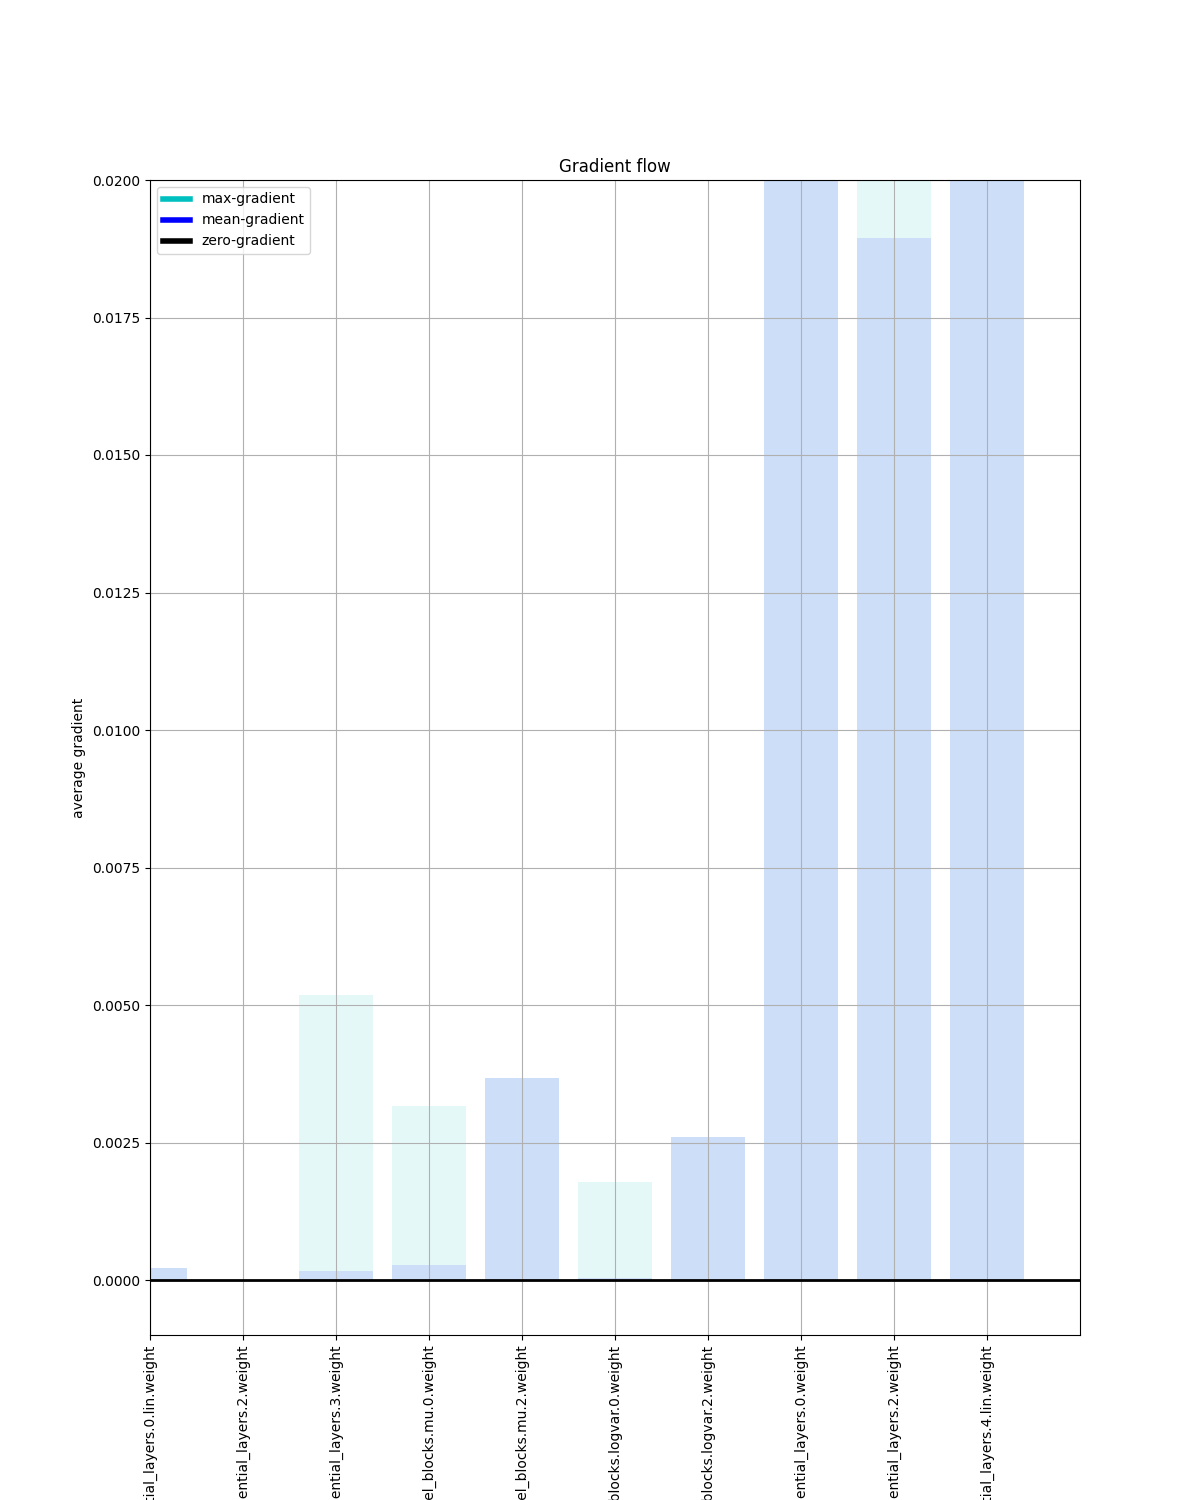 Gradient flow
max-gradient
mean-gradient
zero-gradient
0.0200
0.0175
0.0150
0.0125
0.0100
0.0075
0.0050
0.0025
0.0000
average gradient
tial_layers.0.lin.weight
ential_layers.2.weight
ential_layers.3.weight
el_blocks.mu.0.weight
el_blocks.mu.2.weight
blocks.logvar.0.weight
blocks.logvar.2.weight
ential_layers.0.weight
ential_layers.2.weight
tial_layers.4.lin.weight